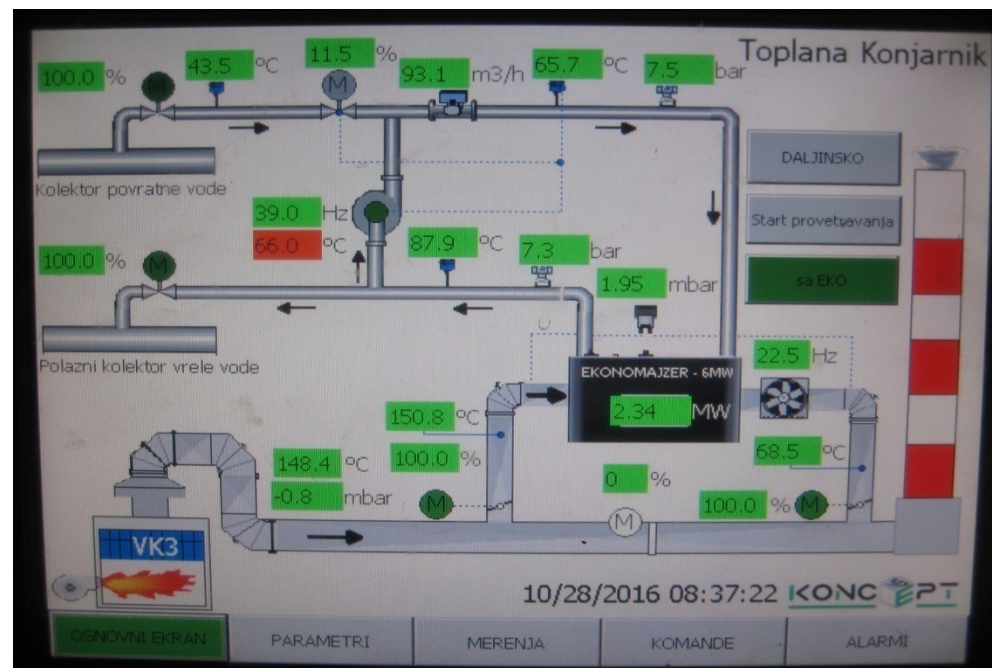 Toplana Konjarnik
100.0 %
M
43.5 °C
11.5 %
M
93.1 m3/h
65.7 °C
7.5 bar
Kolektor povratne vode
DALJINSKO
39.0 Hz
66.0 °C
Start provetravanja
100.0 %
M
87.9 °C
7.3 bar
1.95 mbar
sa EKO
Polazni kolektor vrele vode
22.5 Hz
EKONOMAJZER - 6MW
2.34 MW
150.8 °C
148.4 °C
-0.8 mbar
100.0 %
M
68.5 °C
0 %
M
100.0 %
M
VK3
10/28/2016 08:37:22
KONCEPT
OSNOVNI EKRAN
PARAMETRI
MERENJA
KOMANDE
ALARMI